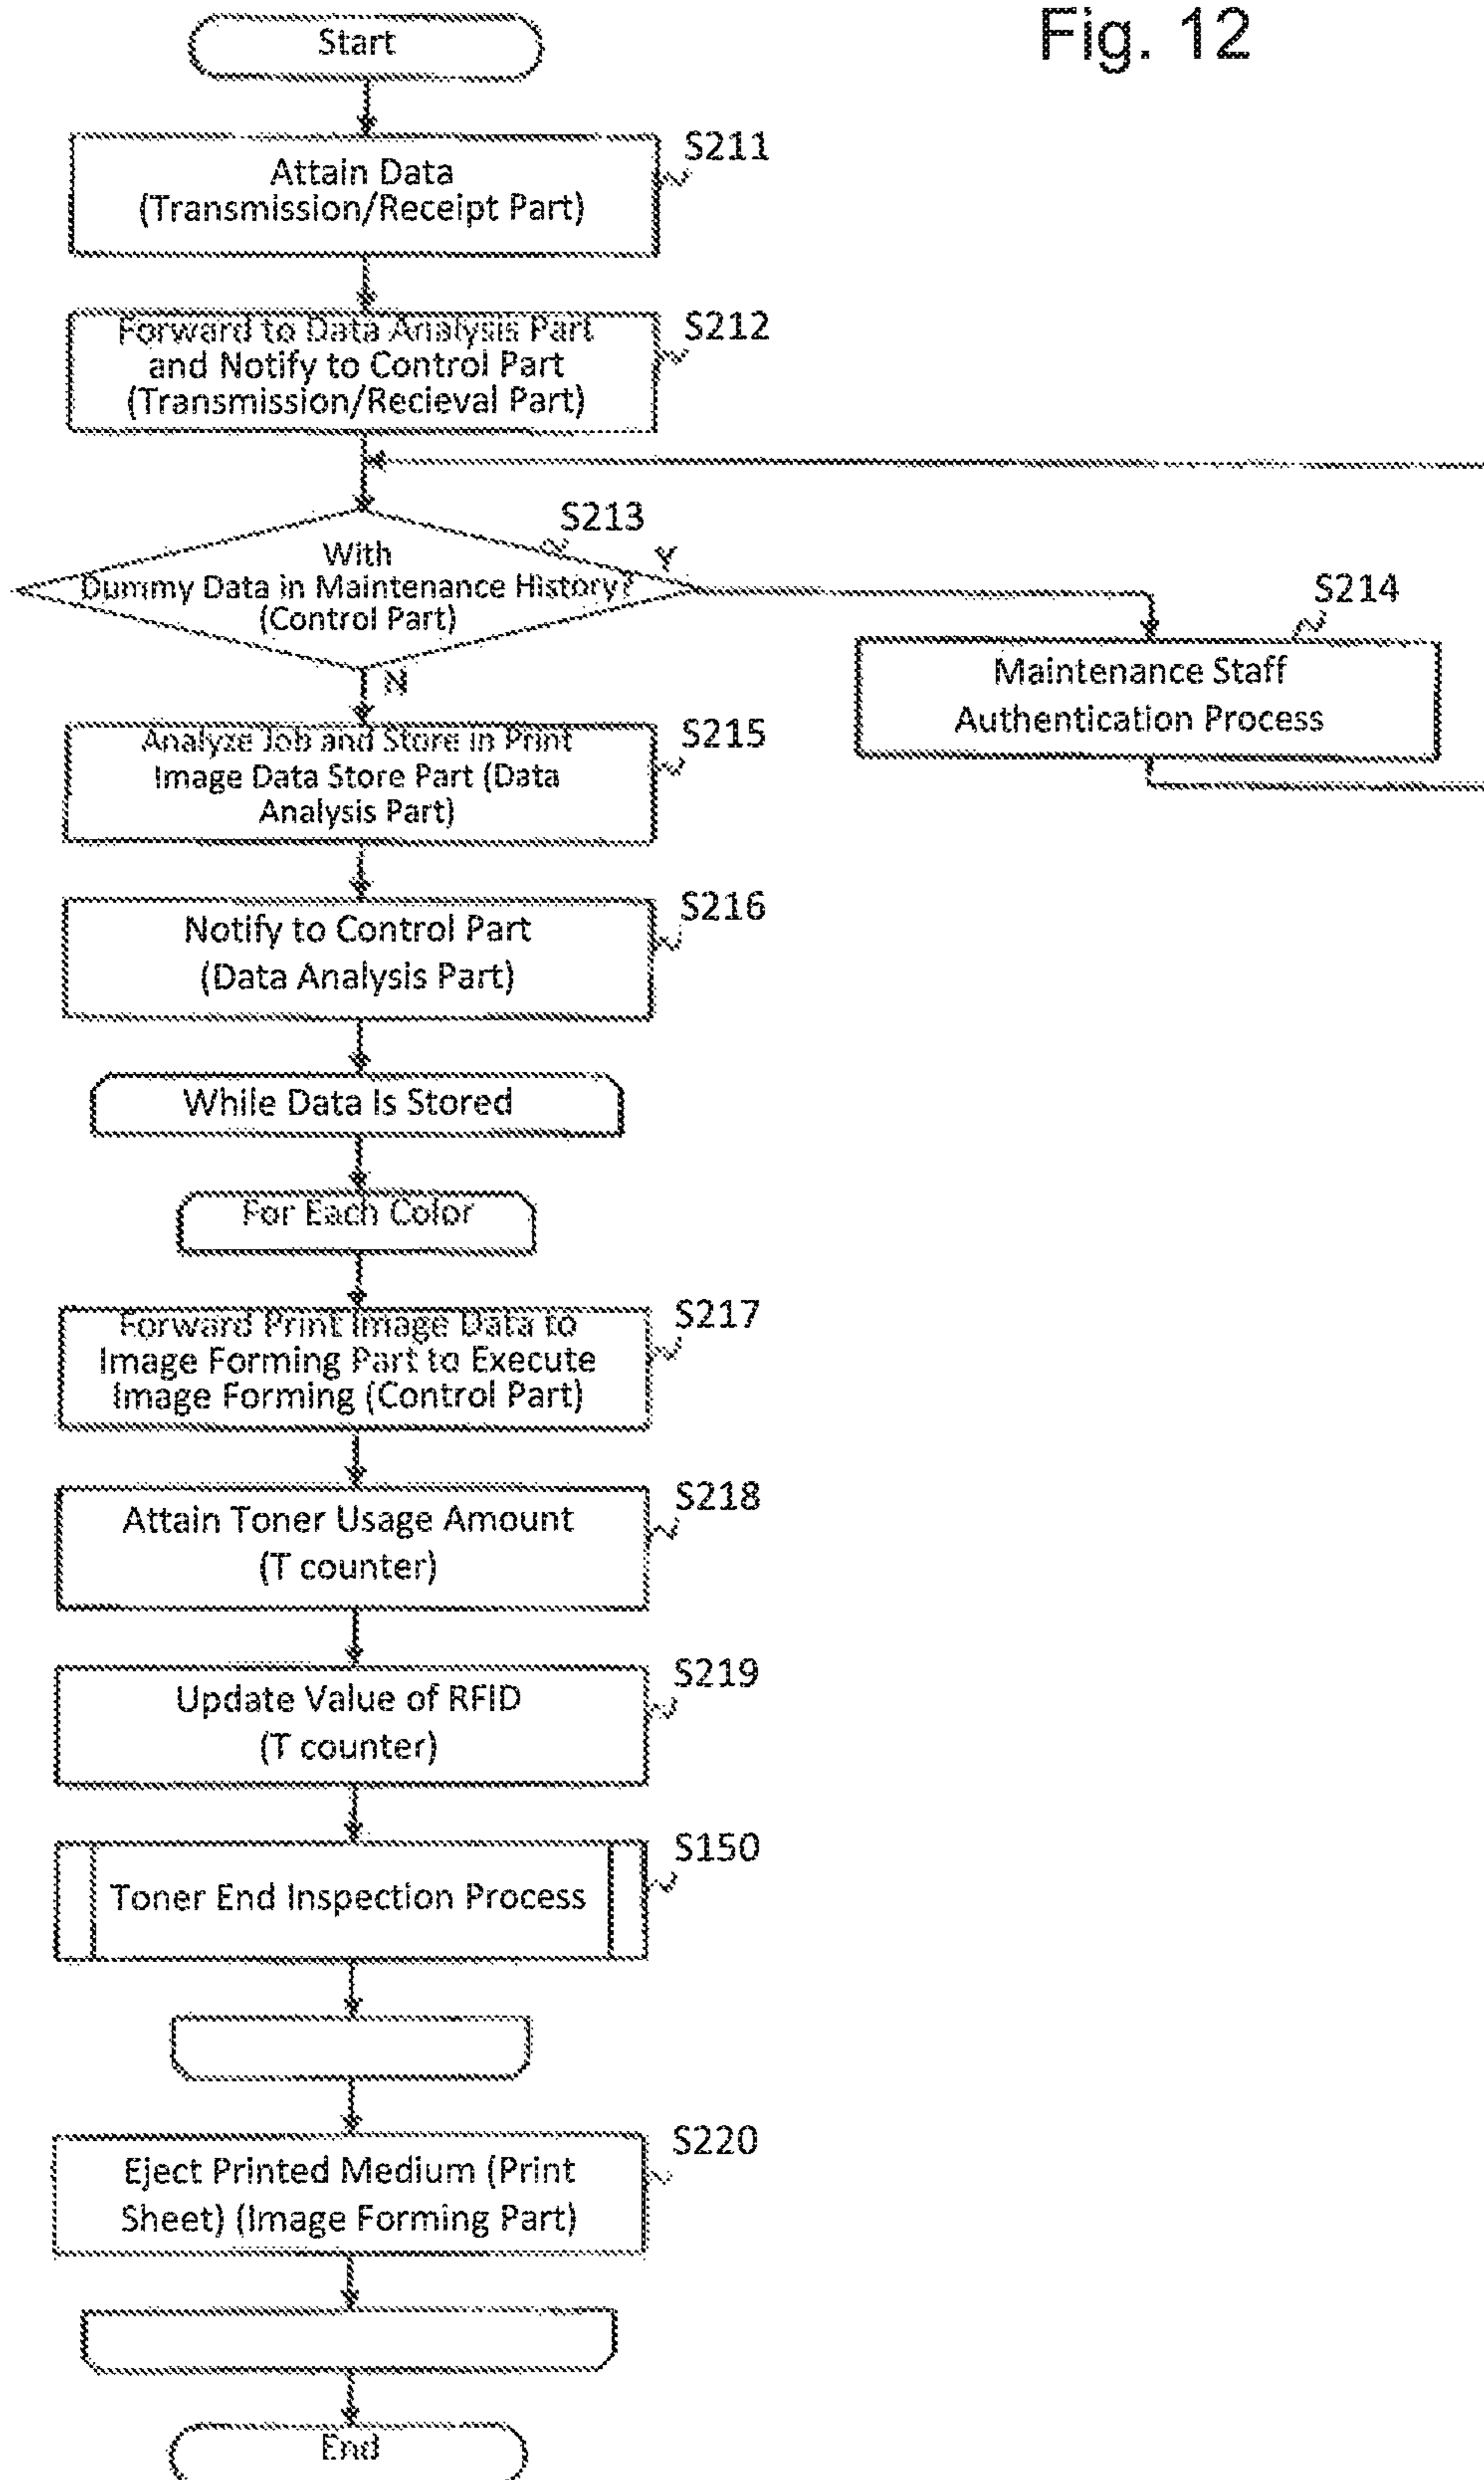 Fig. 12
Start
S211
Attain Data
(Transmission/Receipt Part)
S212
Forward to Data Analysis Part
and Notify to Control Part
(Transmission/Recieval Part)
S213
With
Dummy Data in Maintenance History?
(Control Part)
Y
N
S214
Maintenance Staff
Authentication Process
S215
Analyze Job and Store in Print
Image Data Store Part (Data
Analysis Part)
S216
Notify to Control Part
(Data Analysis Part)
While Data Is Stored
For Each Color
S217
Forward Print Image Data to
Image Forming Part to Execute
Image Forming (Control Part)
S218
Attain Toner Usage Amount
(T counter)
S219
Update Value of RFID
(T counter)
S150
Toner End Inspection Process
S220
Eject Printed Medium (Print
Sheet) (Image Forming Part)
End